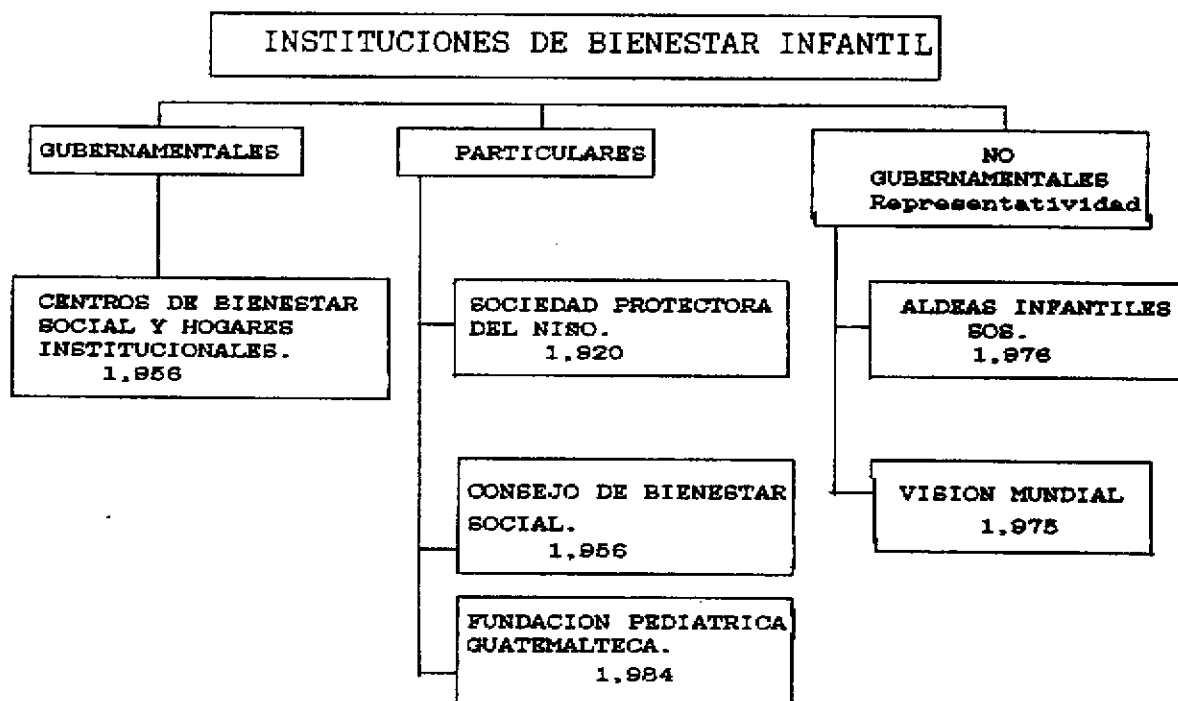 INSTITUCIONES DE BIENESTAR INFANTIL
GUBERNAMENTALES
CENTROS DE BIENESTAR
SOCIAL Y HOGARES
INSTITUCIONALES.
1,956
PARTICULARES
SOCIEDAD PROTECTORA
DEL NISO.
1,920
CONSEJO DE BIENESTAR
SOCIAL.
1,956
FUNDACION PEDIATRICA
GUATEMALTECA.
1,984
NO
GUBERNAMENTALES
Representatividad
ALDEAS INFANTILES
SOS.
1,976
VISION MUNDIAL
1,975